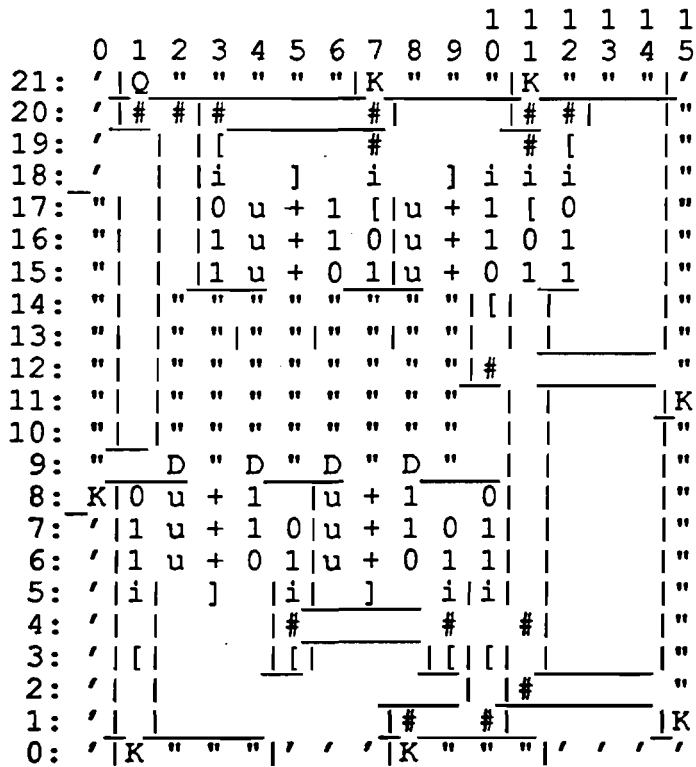 1 1 1 1 1 1
0 1 2 3 4 5 6 7 8 9 0 1 2 3 4 5
21: ' |Q " " " " " |K " " " |K " " " |'
20: ' |# # |# # | |# # | "
19: ' | | [ # # [ | "
18: ' | |i ] i ] i i i | "
17: " | | |0 u + 1 [ |u + 1 [ 0 | "
16: " | | |1 u + 1 0 |u + 1 0 1 | "
15: " | | |1 u + 0 1 |u + 0 1 1 | "
14: " | | " " " " " " " " | [ | | | "
13: " | | " " | " " | " " | " " | | | | "
12: " | | " " " " " " " " | # | "
11: " | | " " " " " " " " | | | K
10: " | | " " " " " " " " | | | "
9: " D " D " D " D " | | | "
8: K |0 u + 1 |u + 1 0 | | | "
7: ' |1 u + 1 0 |u + 1 0 1 | | | "
6: ' |1 u + 0 1 |u + 0 1 1 | | | "
5: ' |i | ] |i | ] i |i | | | "
4: ' | | |# # # | | "
3: ' | [ | | [ | | [ | [ | | "
2: ' | | | |# "
1: ' | | |# # | |K
0: ' |K " " " |' ' ' |K " " " |' ' ' '